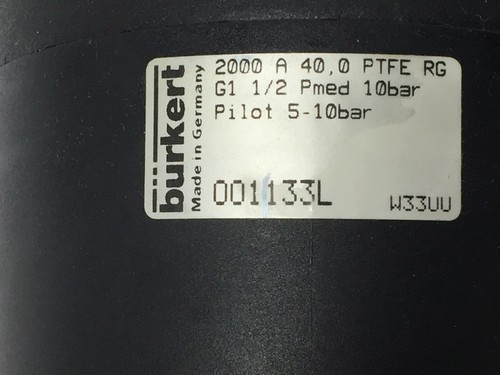 bürkert
Made in Germany
2000 A 40,0 PTFE RG
G1 1/2 Pmed 10bar
Pilot 5-10bar
001133L
W33UU